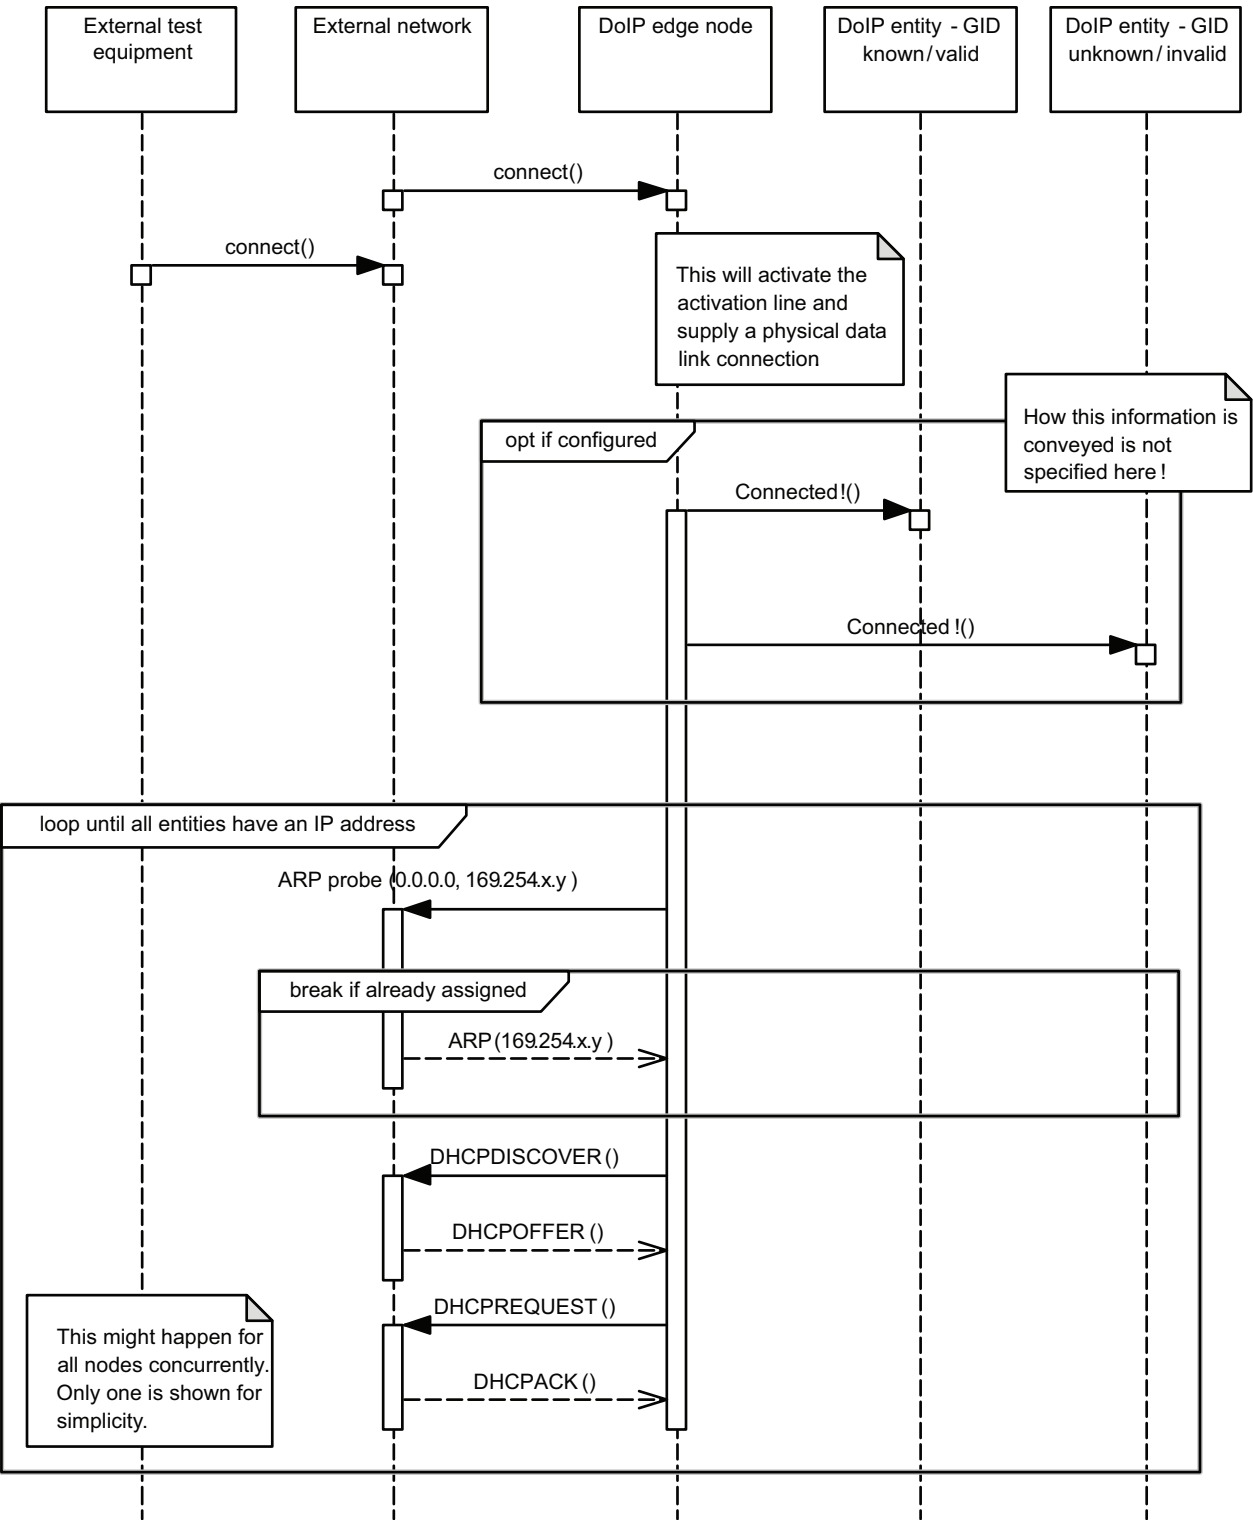 External test
equipment
External network
DoIP edge node
DoIP entity - GID
known/valid
DoIP entity - GID
unknown/invalid
connect()
connect()
This will activate the
activation line and
supply a physical data
link connection
How this information is
conveyed is not
specified here!
opt if configured
Connected!()
Connected !()
loop until all entities have an IP address
ARP probe (0.0.0.0, 169.254.x.y )
break if already assigned
ARP(169.254.x.y )
DHCPDISCOVER()
DHCPOFFER ()
DHCPREQUEST()
This might happen for
all nodes concurrently.
Only one is shown for
simplicity.
DHCPACK()